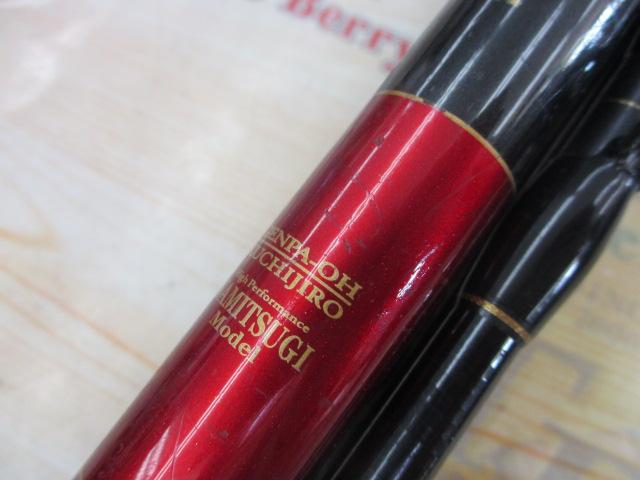 Berry
ENPA-OH
UCHIJIRO
High Performance
AMITSUGI
Model